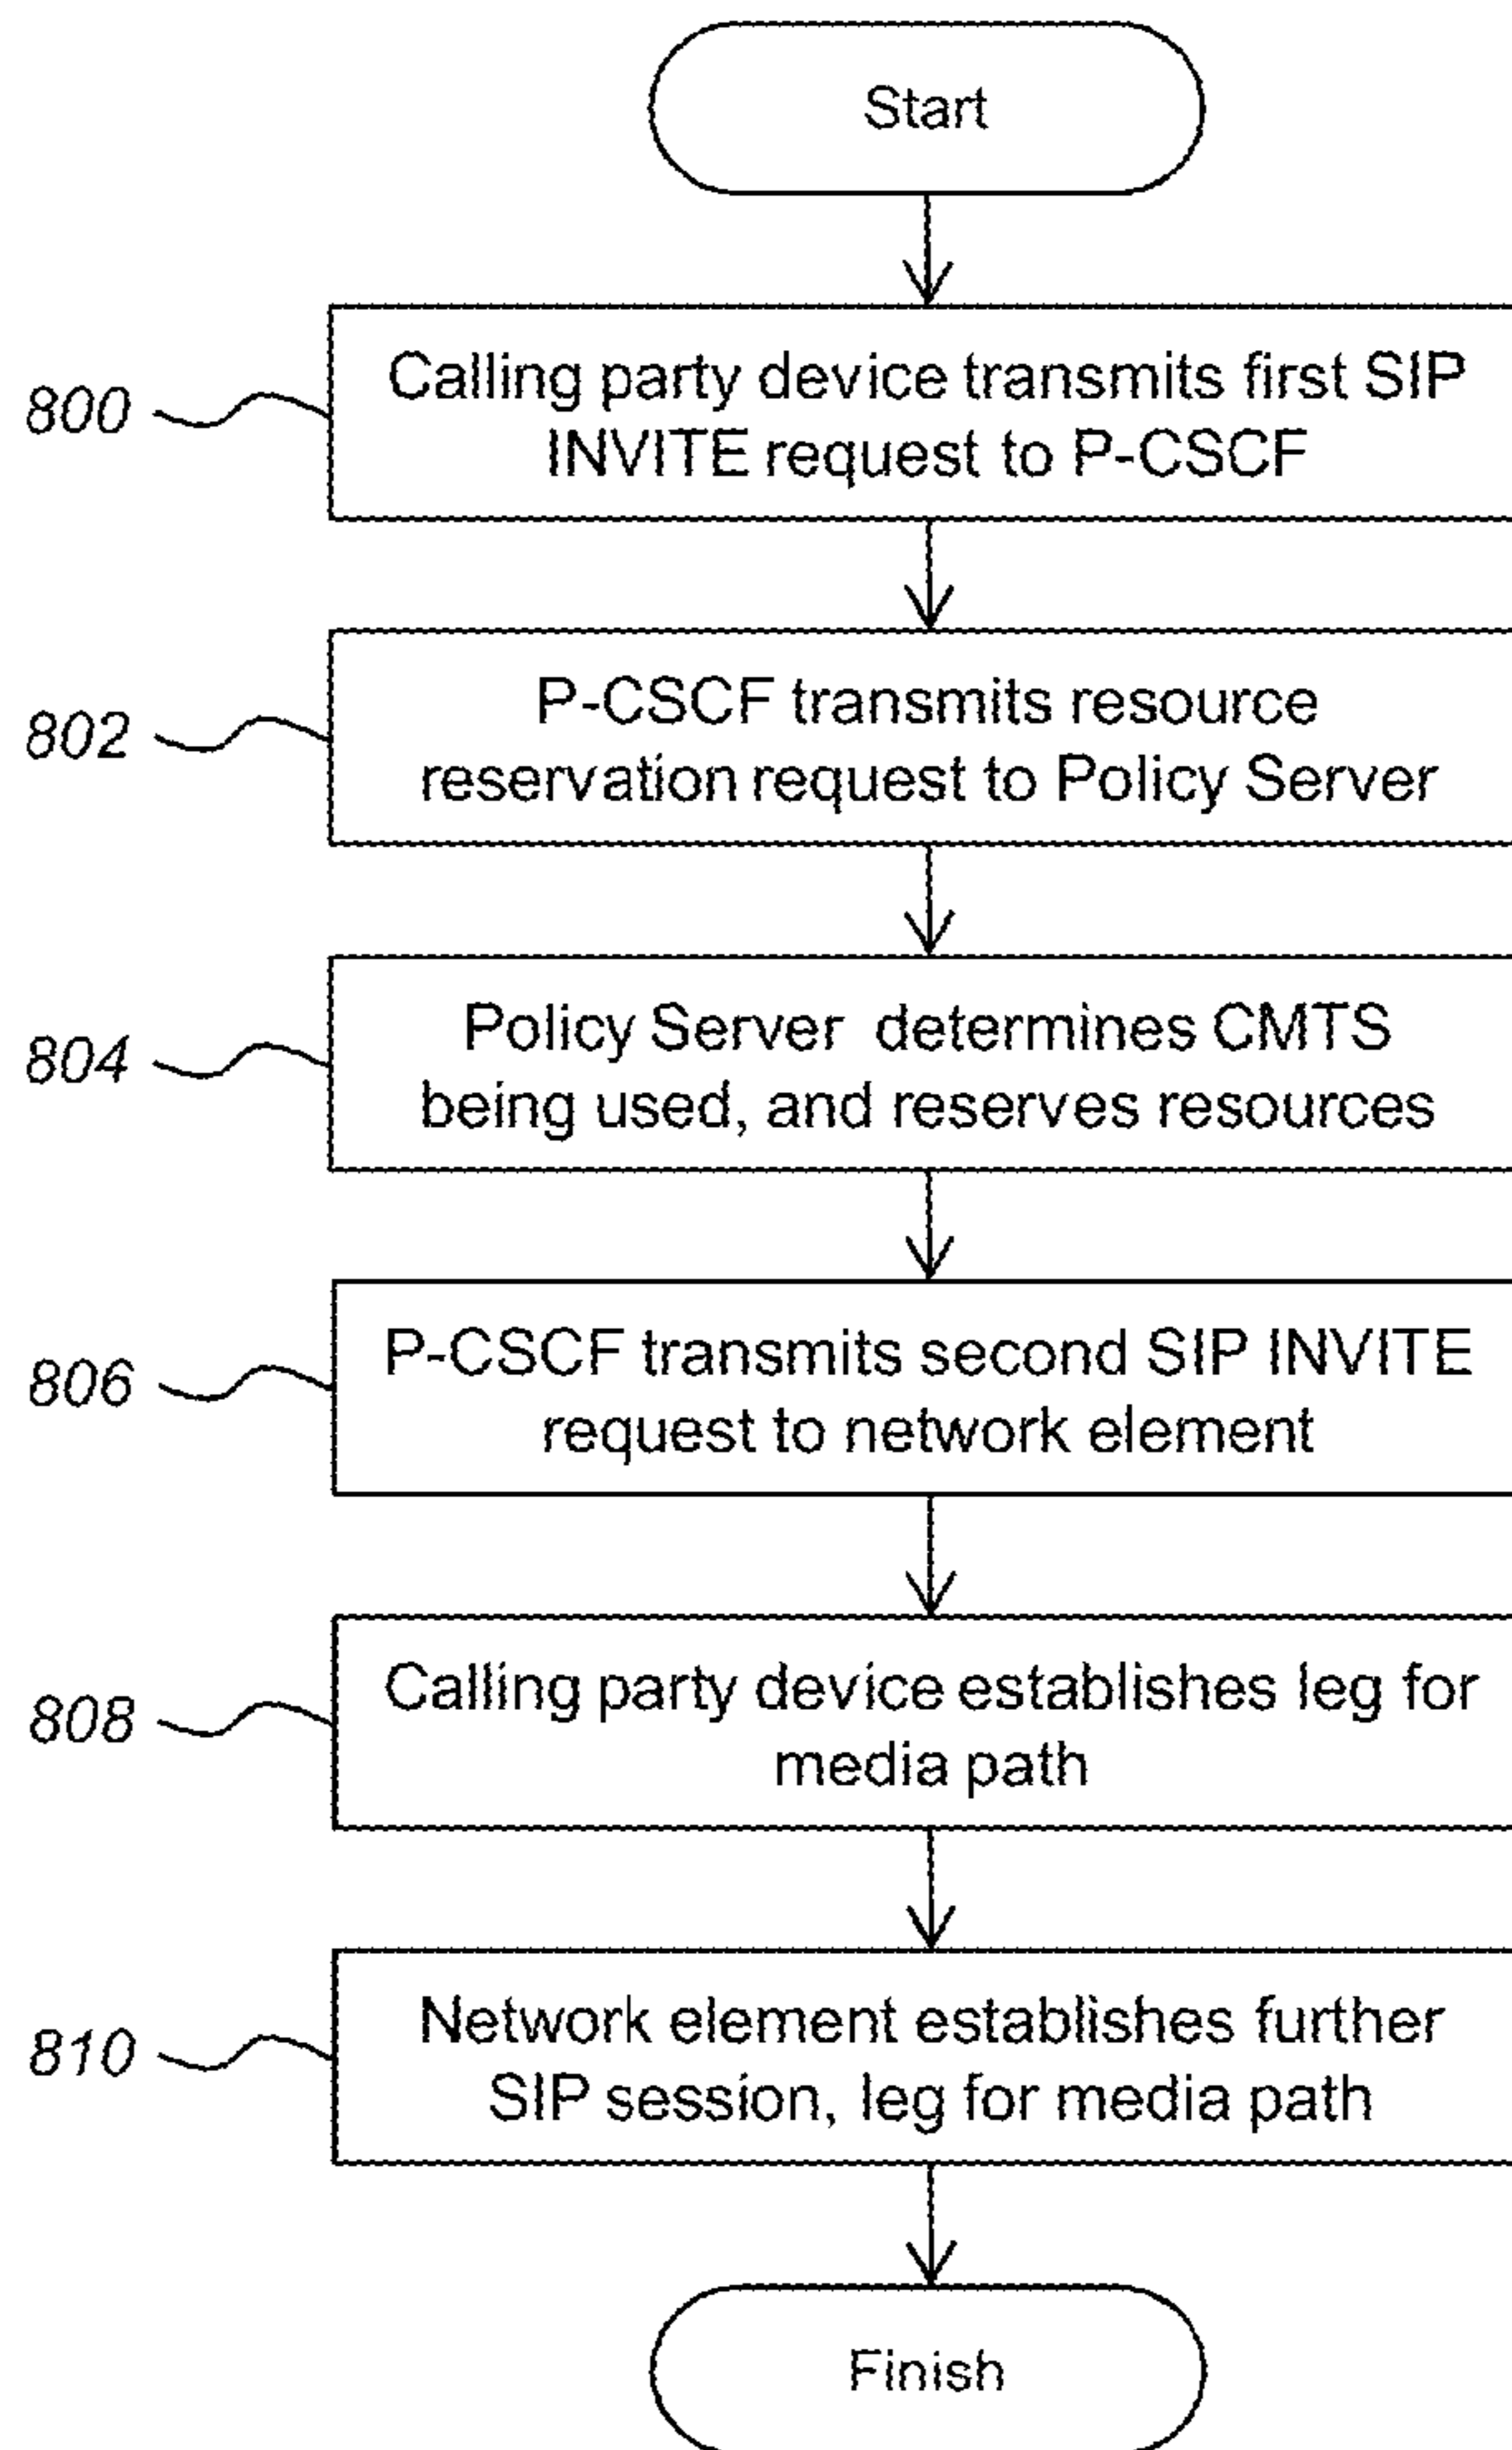 Start
800
Calling party device transmits first SIP
INVITE request to P-CSCF
802
P-CSCF transmits resource
reservation request to Policy Server
804
Policy Server determines CMTS
being used, and reserves resources
806
P-CSCF transmits second SIP INVITE
request to network element
808
Calling party device establishes leg for
media path
810
Network element establishes further
SIP session, leg for media path
Finish